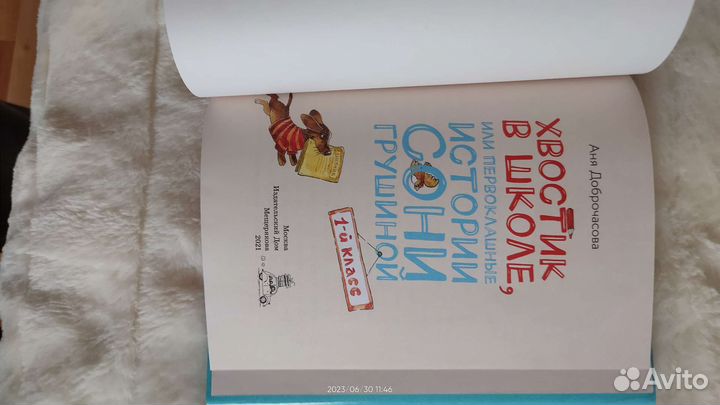 Аня Доброчасова
ХВОСТИК
В ШКОЛЕ,
ИЛИ ПЕРВОКЛАШНЫЕ
ИСТОРИИ
СОНИ
ГРУШИНОЙ
1-й класс
Москва
Издательский Дом
Мещерякова
2021
2023/06/30 11:46
Avito